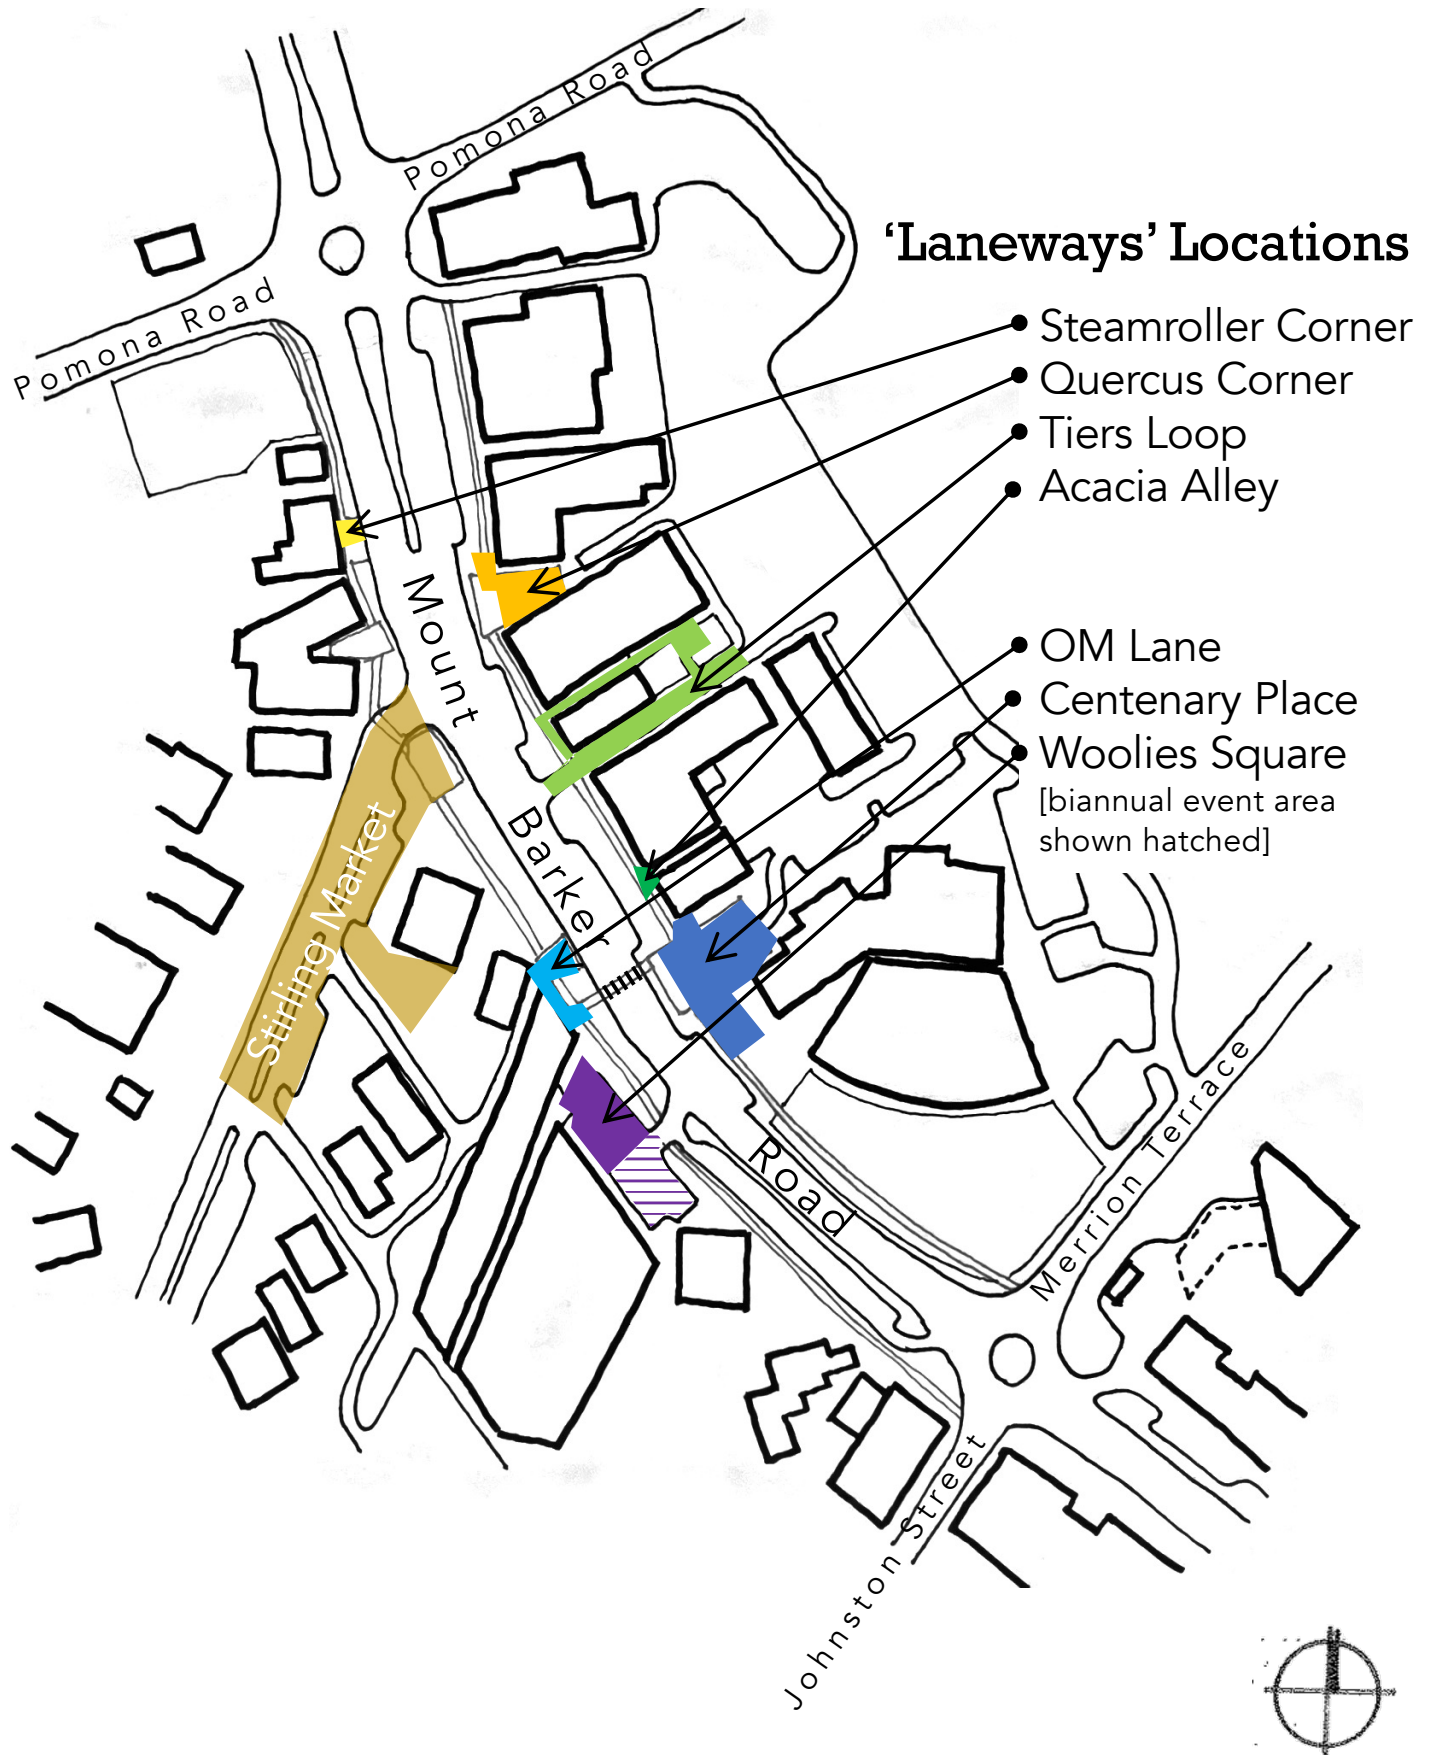 Pomona Road
‘Laneways’ Locations
Pomona Road
Steamroller Corner
Quercus Corner
Tiers Loop
Acacia Alley
OM Lane
Centenary Place
Woolies Square
[biannual event area
shown hatched]
Mount
Barker
Road
Stirling Market
Merrion Terrace
Johnston Street